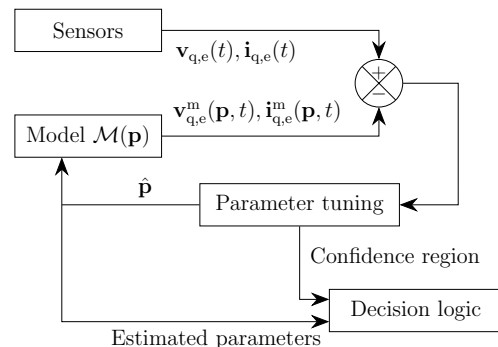 Sensors
v_{q,e}(t), i_{q,e}(t)
+
−
v^m_{q,e}(p, t), i^m_{q,e}(p, t)
Model M(p)
p̂
Parameter tuning
Confidence region
Decision logic
Estimated parameters